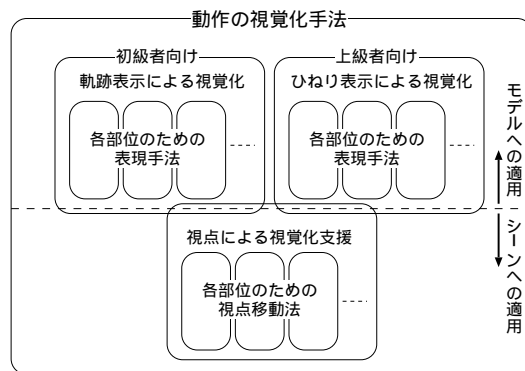 動作の視覚化手法
初級者向け
軌跡表示による視覚化
各部位のための
表現手法
上級者向け
ひねり表示による視覚化
各部位のための
表現手法
モデルへの適用
視点による視覚化支援
各部位のための
視点移動法
シーンへの適用